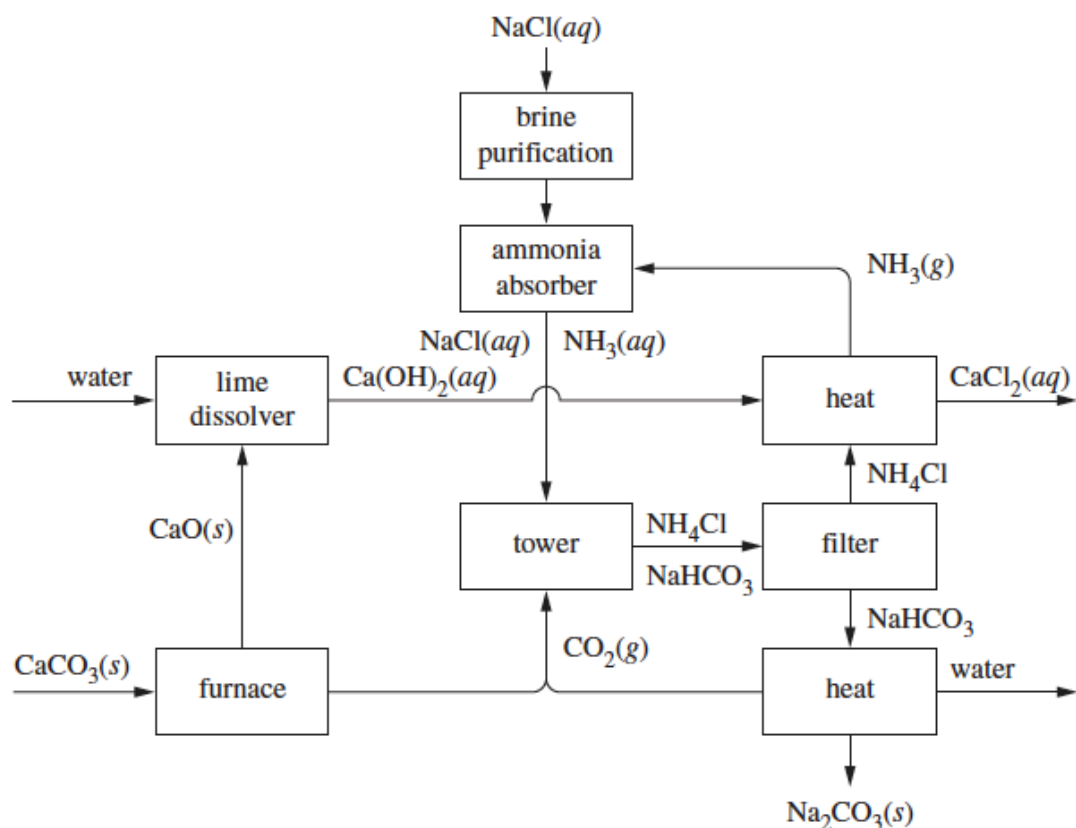 NaCl(aq)
brine
purification
ammonia
absorber
NH₃(g)
NaCl(aq) NH₃(aq)
water
lime
dissolver
Ca(OH)₂(aq)
heat
CaCl₂(aq)
NH₄Cl
CaO(s)
tower
NH₄Cl
NaHCO₃
filter
NaHCO₃
CO₂(g)
CaCO₃(s)
furnace
heat
water
Na₂CO₃(s)